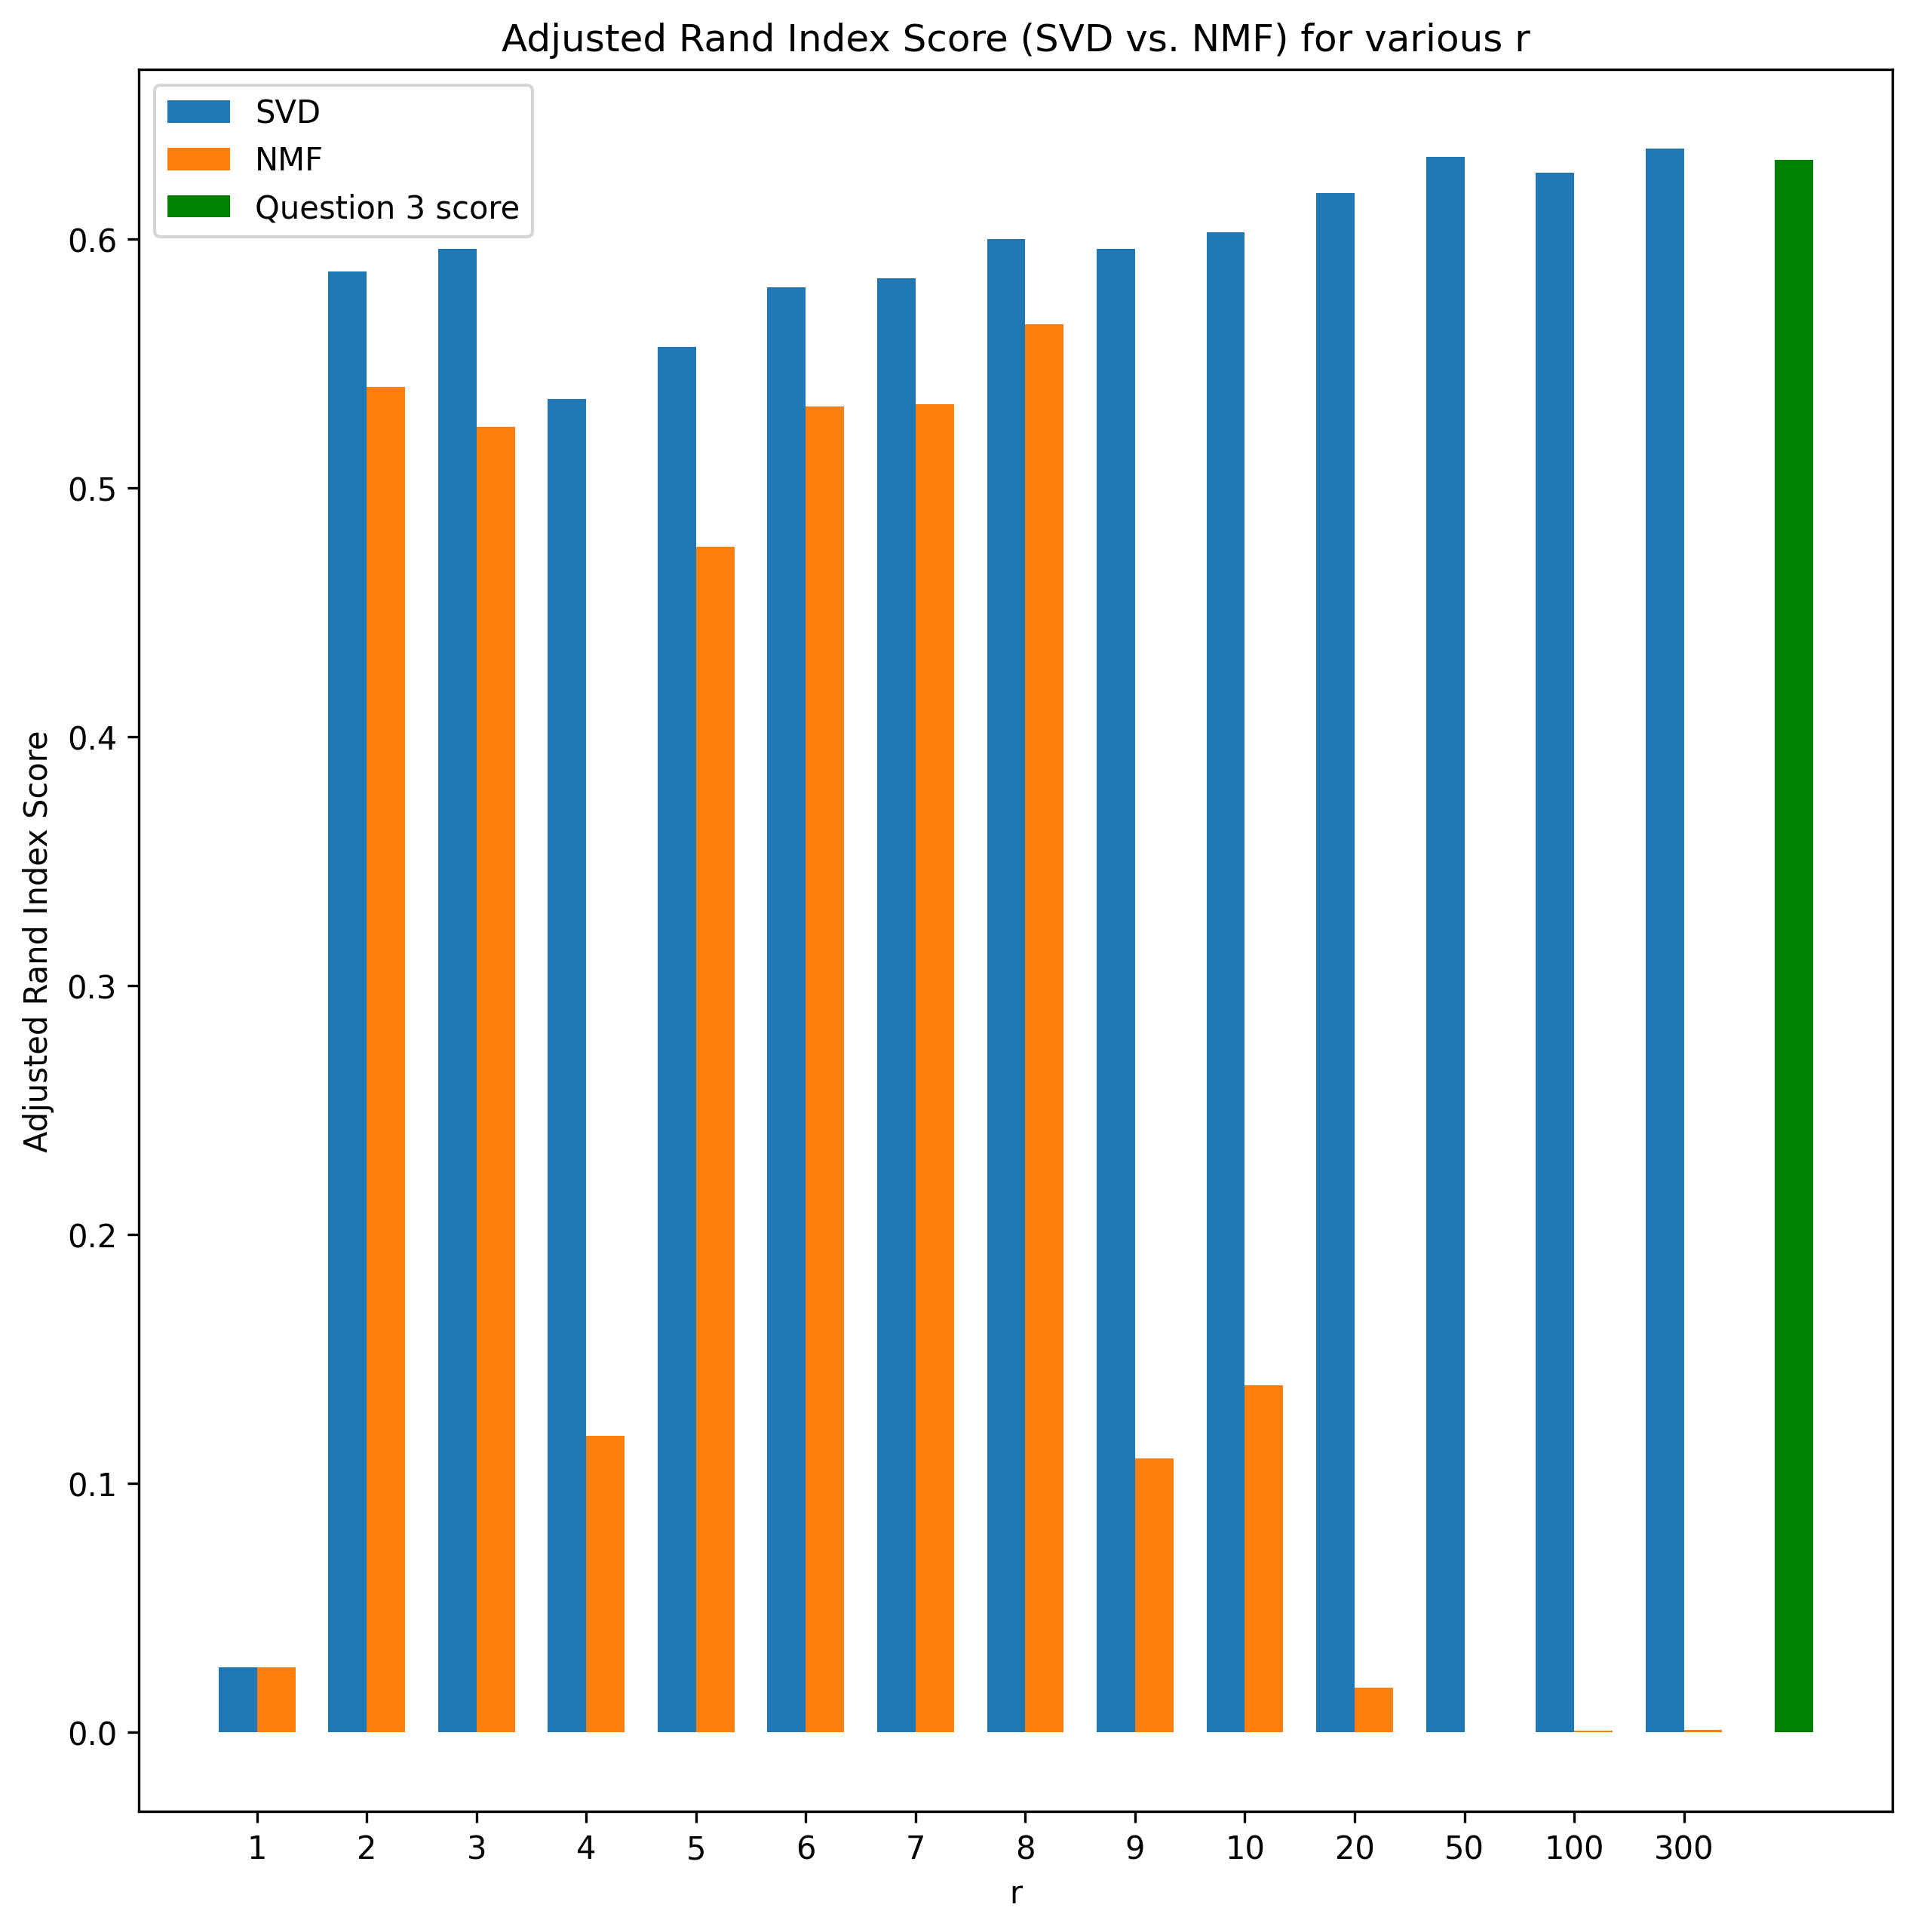 Adjusted Rand Index Score (SVD vs. NMF) for various r
SVD
NMF
Question 3 score
0.6
0.5
0.4
0.3
0.2
0.1
0.0
Adjusted Rand Index Score
1 2 3 4 5 6 7 8 9 10 20 50 100 300
r